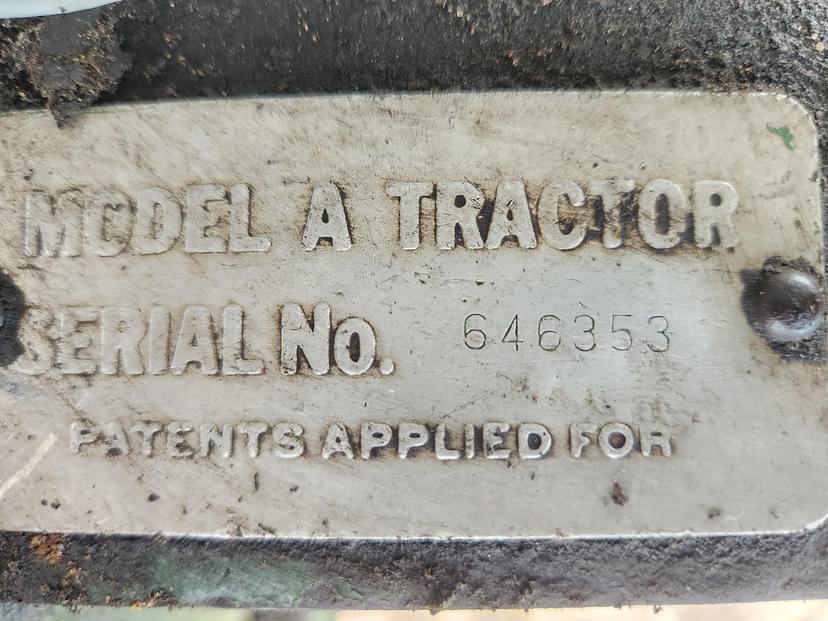 MODEL A TRACTOR
SERIAL No. 646353
PATENTS APPLIED FOR